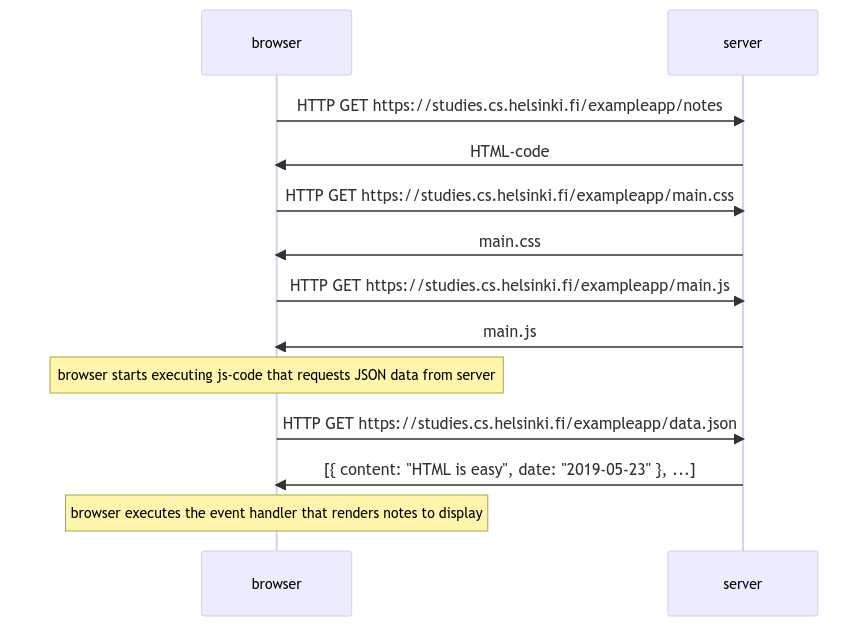 browser
server
HTTP GET https://studies.cs.helsinki.fi/exampleapp/notes
HTML-code
HTTP GET https://studies.cs.helsinki.fi/exampleapp/main.css
main.css
HTTP GET https://studies.cs.helsinki.fi/exampleapp/main.js
main.js
browser starts executing js-code that requests JSON data from server
HTTP GET https://studies.cs.helsinki.fi/exampleapp/data.json
[{ content: "HTML is easy", date: "2019-05-23" }, ...]
browser executes the event handler that renders notes to display
browser
server